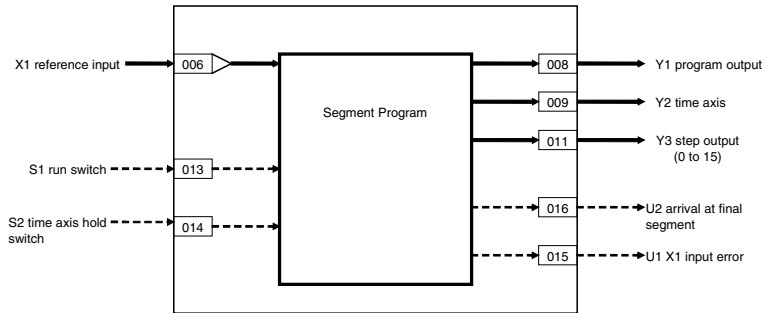 X1 reference input
006
008
Y1 program output
009
Y2 time axis
Segment Program
011
Y3 step output
(0 to 15)
S1 run switch
013
S2 time axis hold
switch
014
016
U2 arrival at final
segment
015
U1 X1 input error